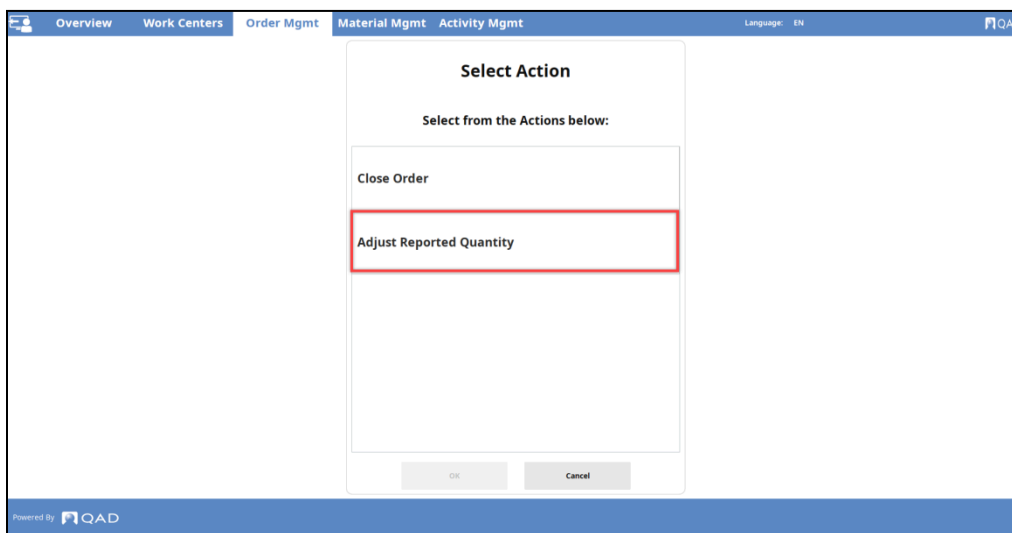 Overview Work Centers Order Mgmt Material Mgmt Activity Mgmt Language: EN QA
Select Action
Select from the Actions below:
Close Order
Adjust Reported Quantity
OK Cancel
Powered By QAD